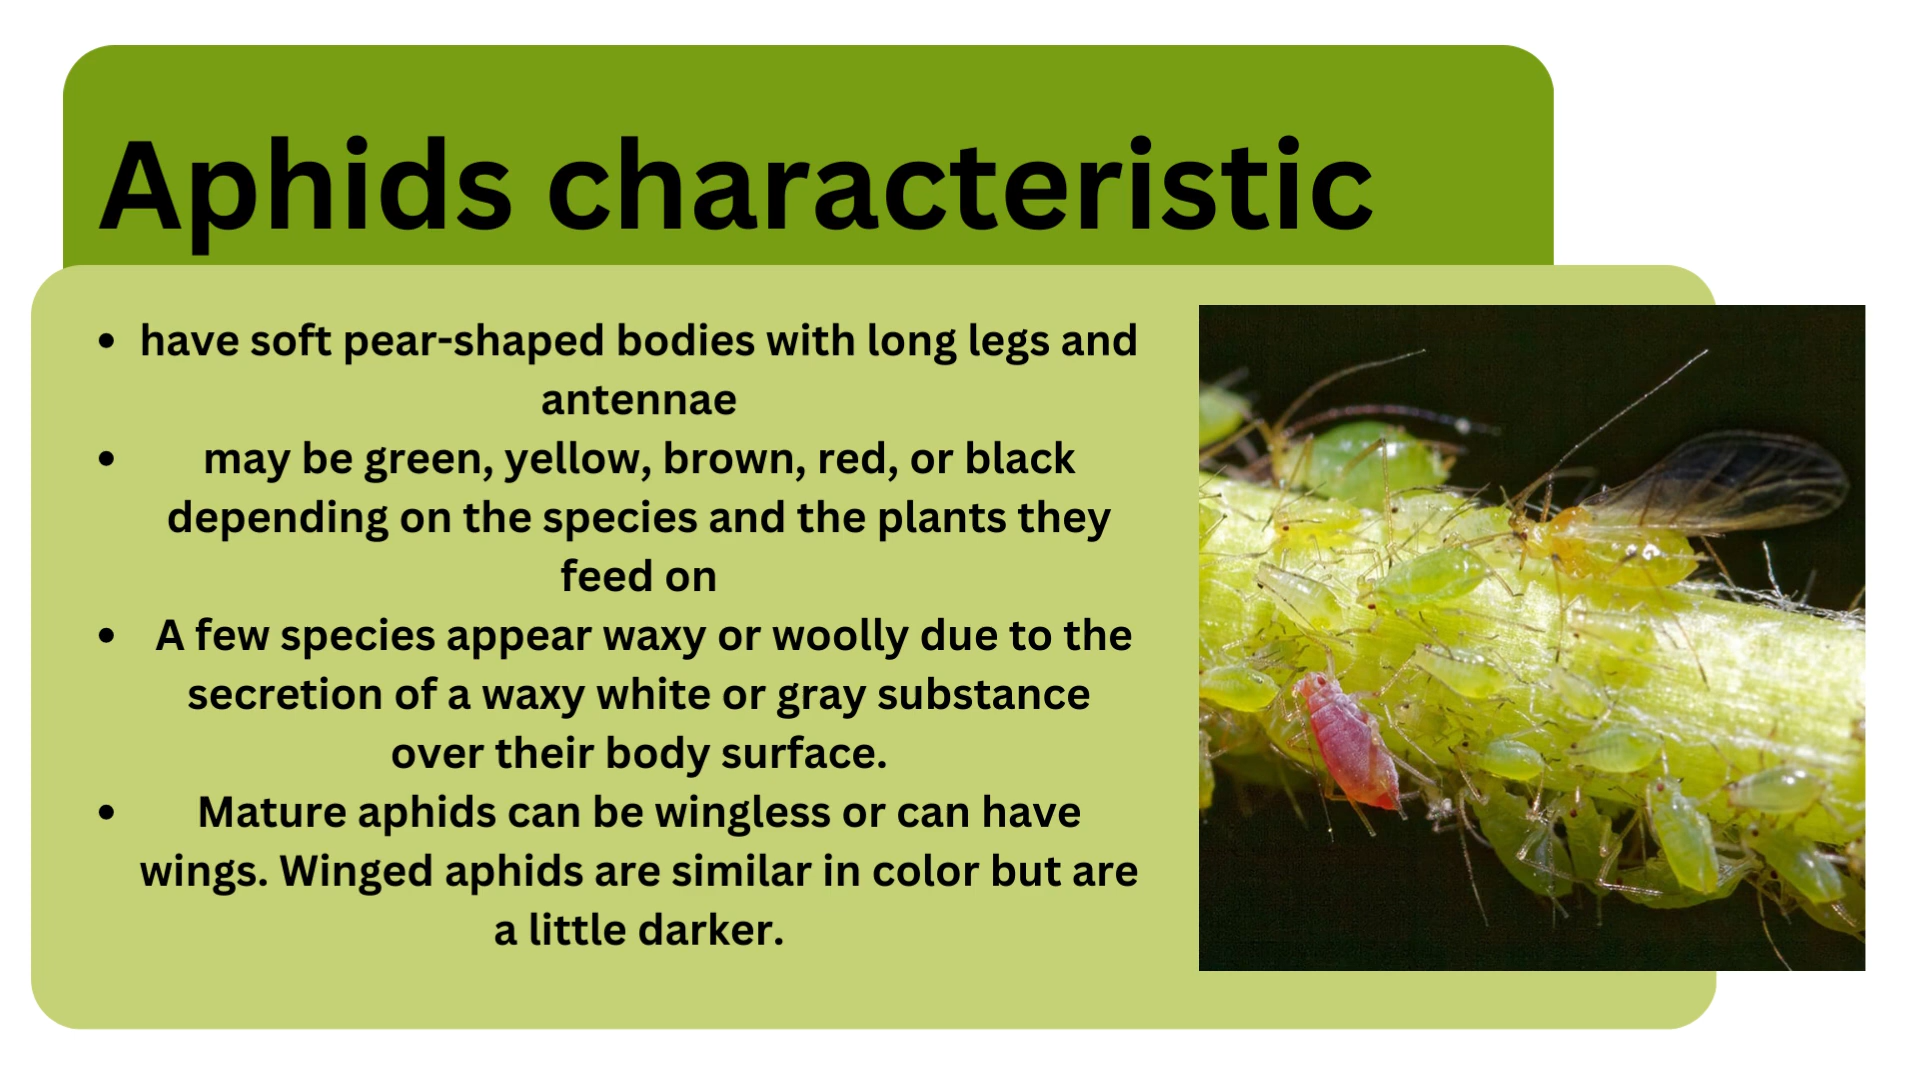 Aphids characteristic
• have soft pear-shaped bodies with long legs and
antennae
• may be green, yellow, brown, red, or black
depending on the species and the plants they
feed on
• A few species appear waxy or woolly due to the
secretion of a waxy white or gray substance
over their body surface.
• Mature aphids can be wingless or can have
wings. Winged aphids are similar in color but are
a little darker.